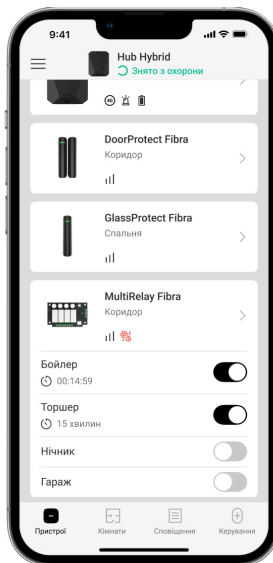 9:41
Hub Hybrid
Знято з охорони
4G
DoorProtect Fibra
Коридор
GlassProtect Fibra
Спальня
MultiRelay Fibra
Коридор
Бойлер
00:14:59
Торшер
15 хвилин
Нічник
Гараж
Пристрої Кімнати Сповіщення Керування